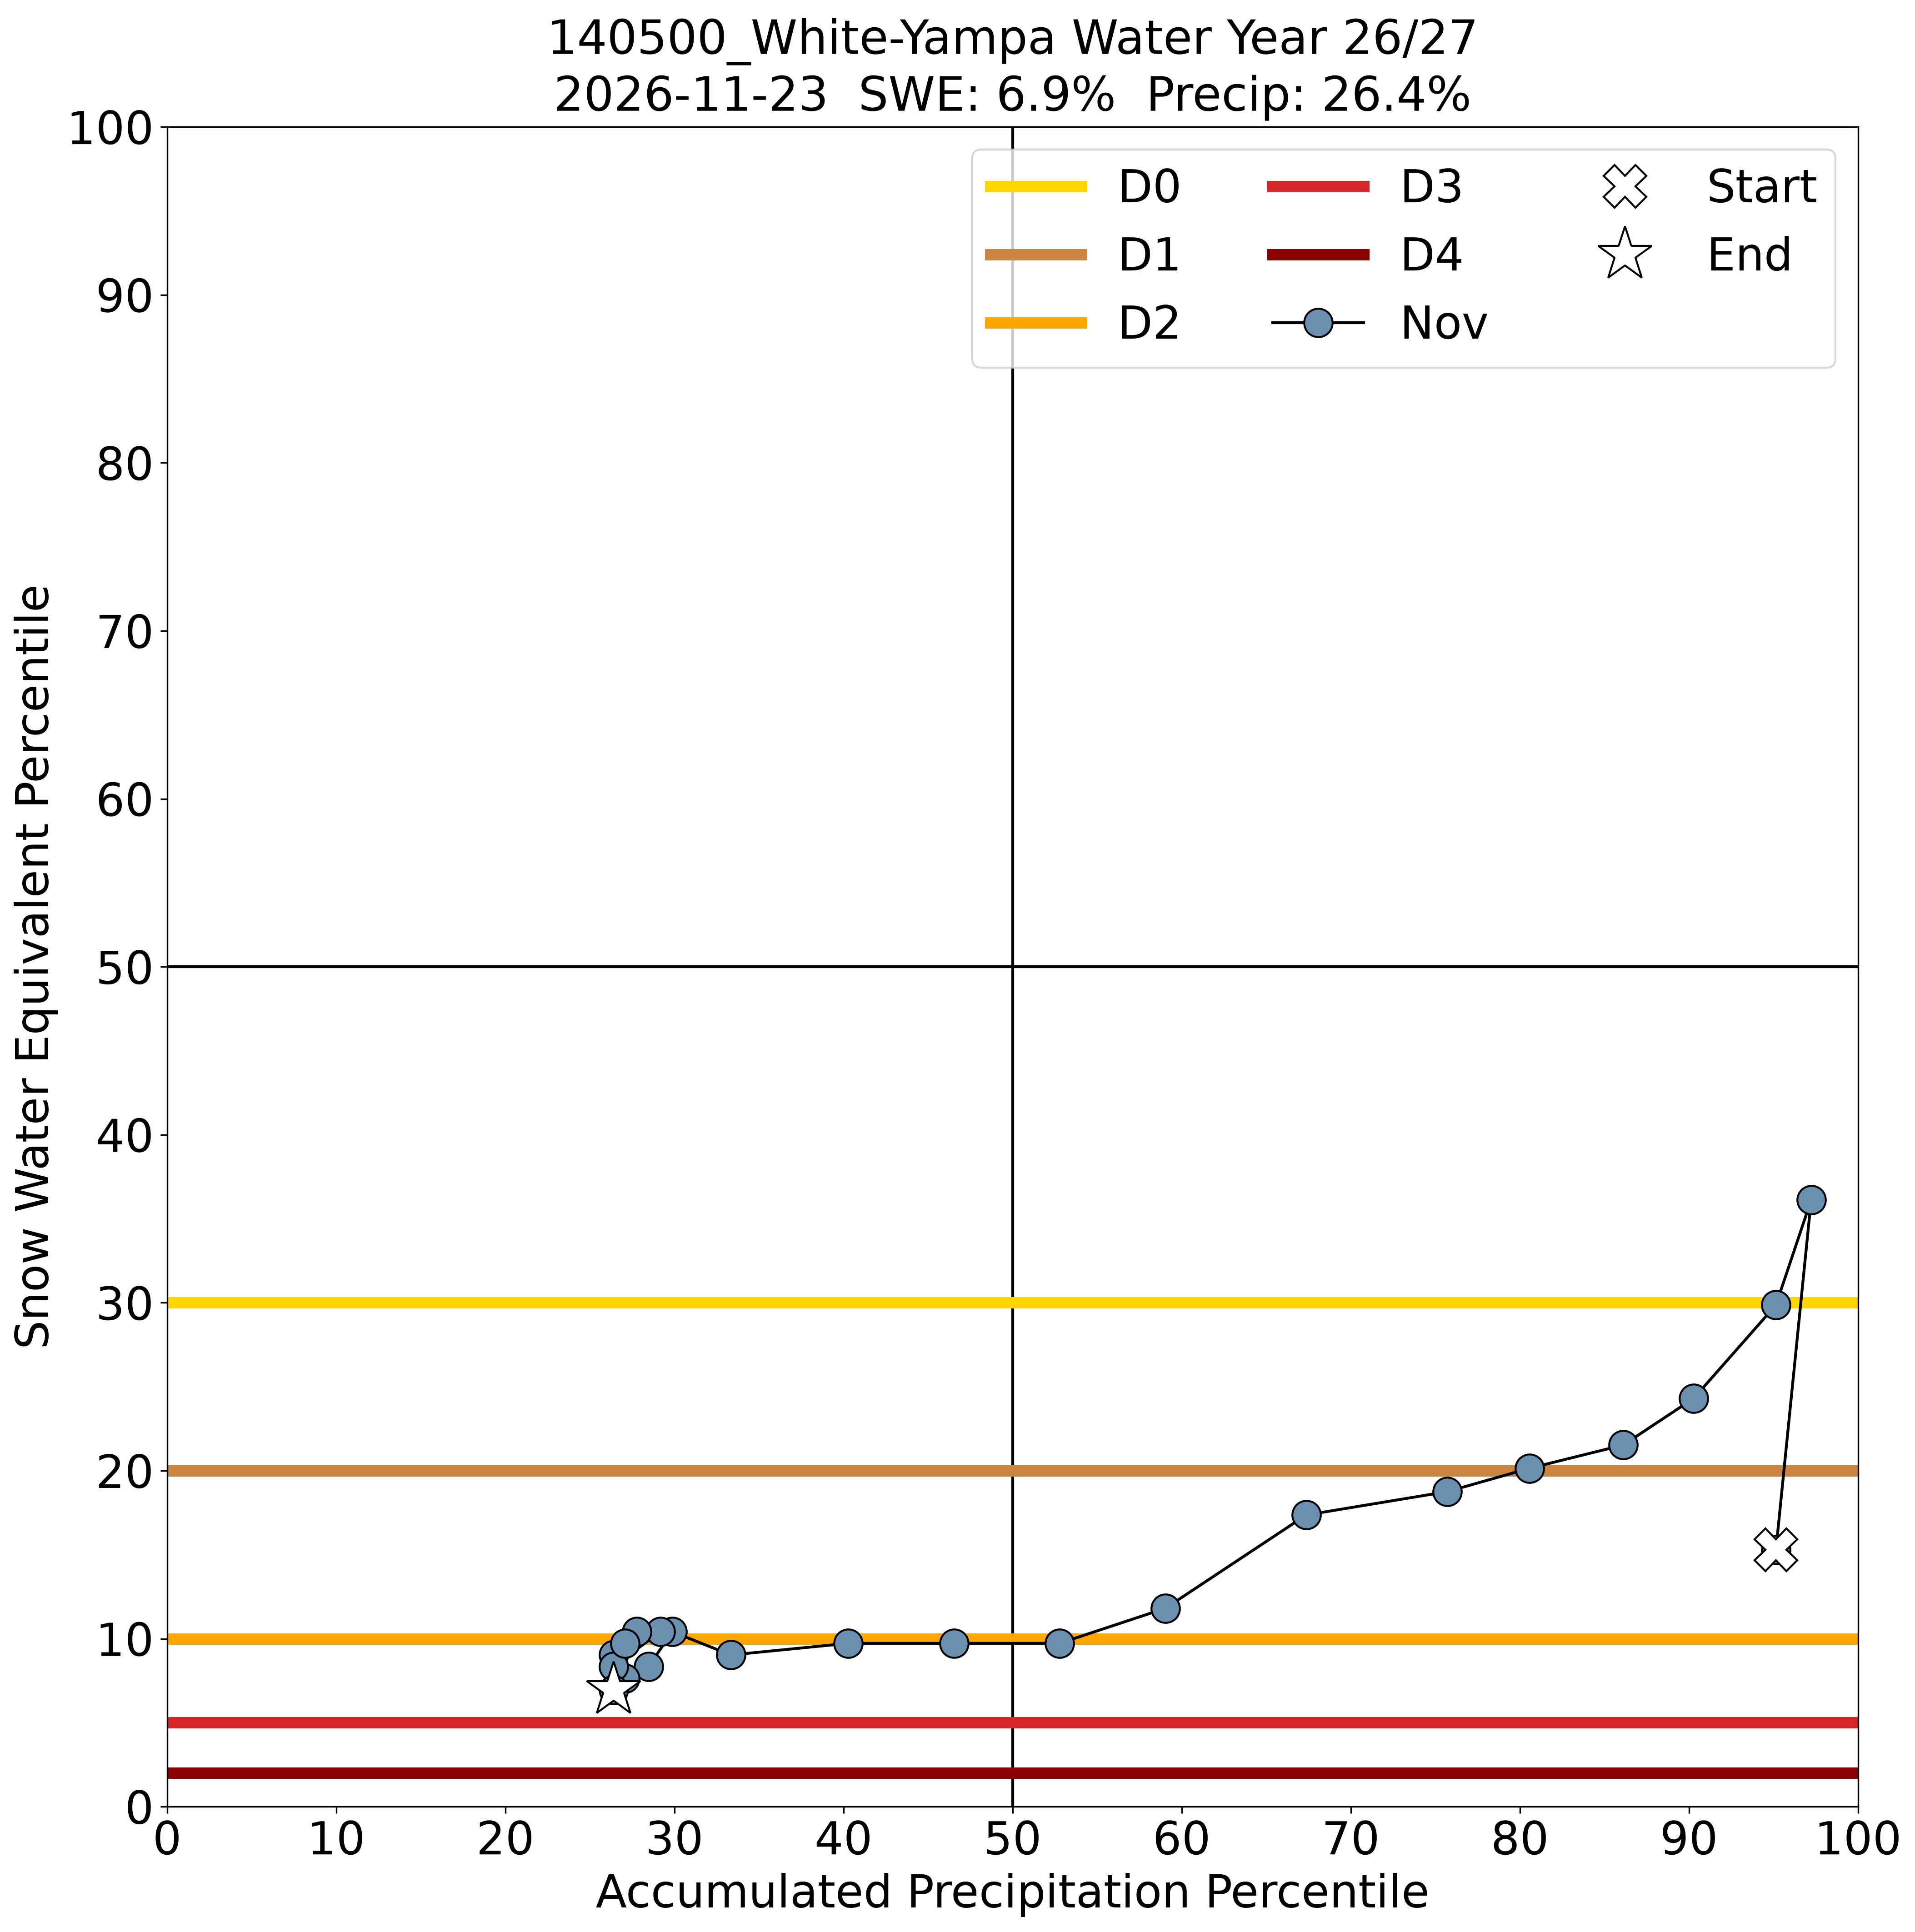 140500_White-Yampa Water Year 26/27
2026-11-23  SWE: 6.9%  Precip: 26.4%
100
90
80
70
60
50
40
30
20
10
0
Snow Water Equivalent Percentile
D0
D1
D2
D3
D4
Nov
Start
End
0 10 20 30 40 50 60 70 80 90 100
Accumulated Precipitation Percentile